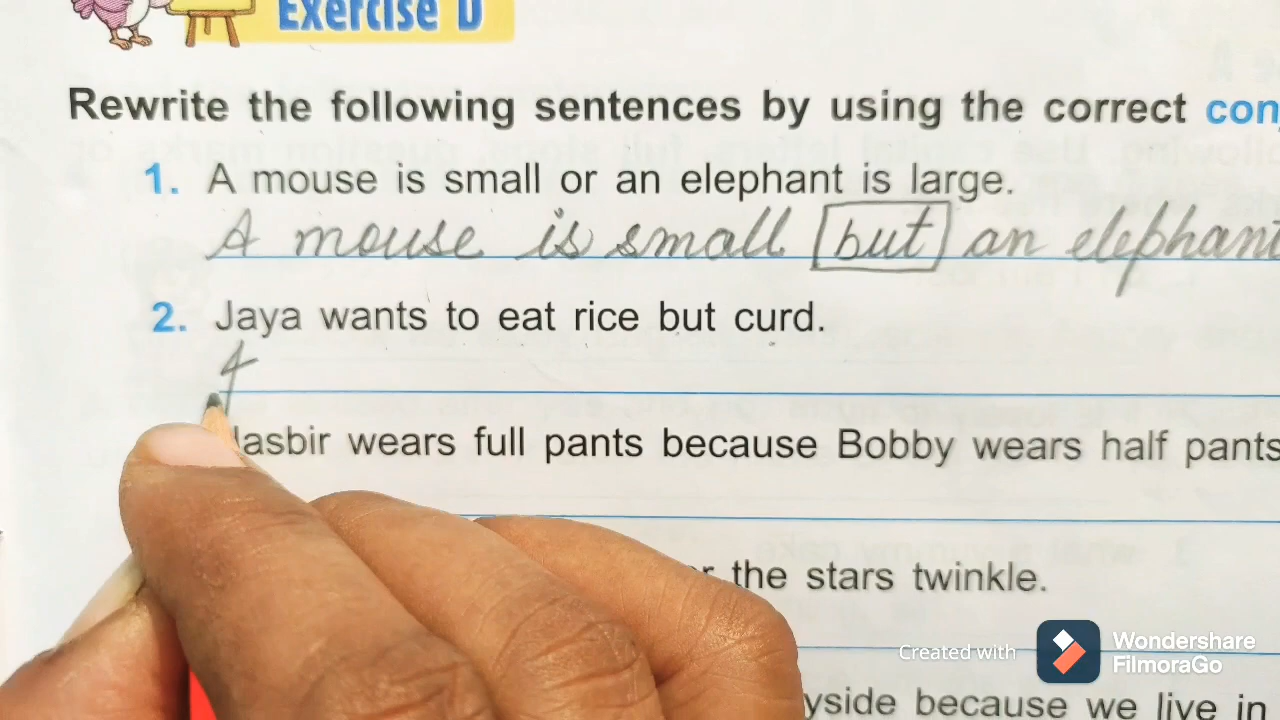 Exercise D
Rewrite the following sentences by using the correct con
1. A mouse is small or an elephant is large.
A mouse is small but an elephant
2. Jaya wants to eat rice but curd.
Jasbir wears full pants because Bobby wears half pants
the stars twinkle.
Created with Wondershare FilmoraGo
because we live in